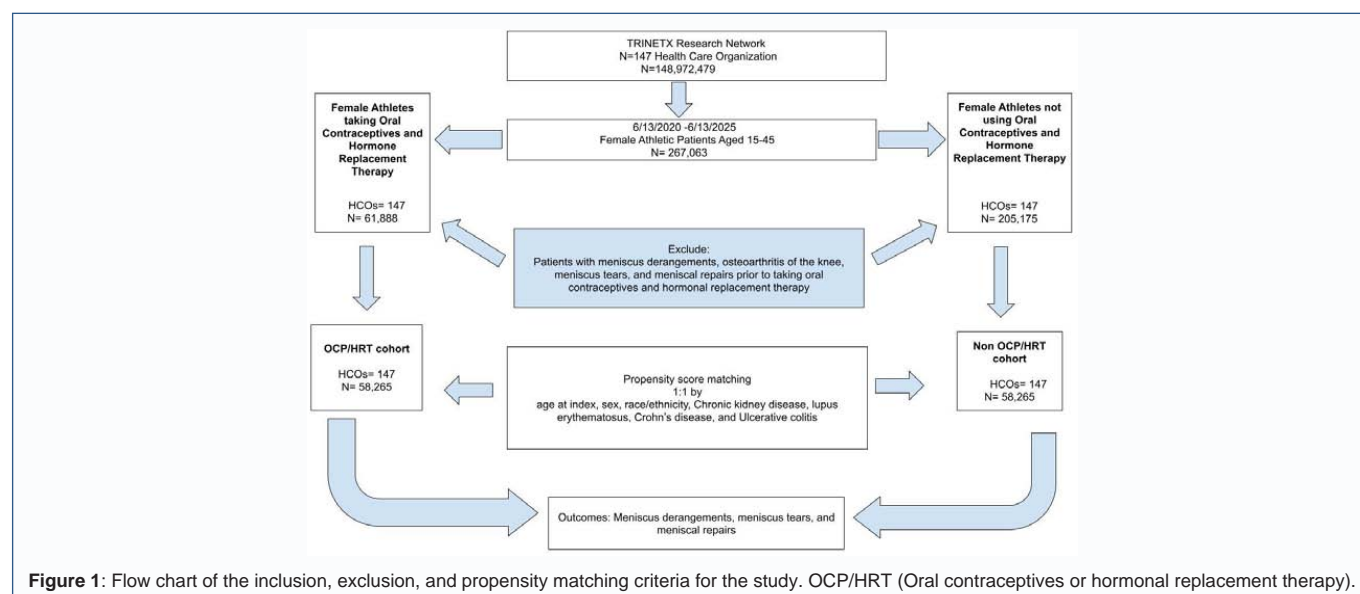 TRINETX Research Network
N=147 Health Care Organization
N=148,972,479
Female Athletes
taking Oral
Contraceptives and
Hormone
Replacement
Therapy
HCOs= 147
N= 61,888
6/13/2020 -6/13/2025
Female Athletic Patients Aged 15-45
N= 267,063
Female Athletes not
using Oral
Contraceptives and
Hormone
Replacement Therapy
HCOs= 147
N= 205,175
Exclude:
Patients with meniscus derangements, osteoarthritis of the knee,
meniscus tears, and meniscal repairs prior to taking oral
contraceptives and hormonal replacement therapy
OCP/HRT cohort
HCOs= 147
N= 58,265
Propensity score matching
1:1 by
age at index, sex, race/ethnicity, Chronic kidney disease, lupus
erythematosus, Crohn's disease, and Ulcerative colitis
Non OCP/HRT
cohort
HCOs= 147
N= 58,265
Outcomes: Meniscus derangements, meniscus tears, and
meniscal repairs
Figure 1: Flow chart of the inclusion, exclusion, and propensity matching criteria for the study. OCP/HRT (Oral contraceptives or hormonal replacement therapy).